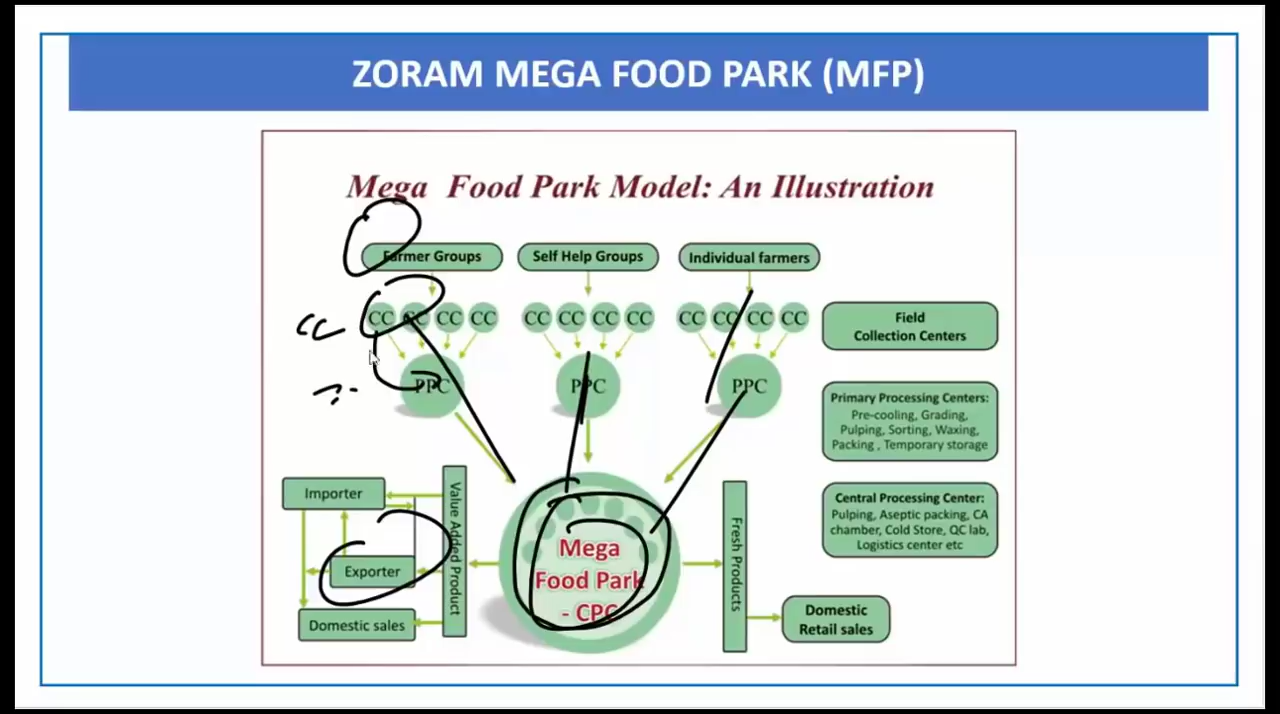 ZORAM MEGA FOOD PARK (MFP)
Mega Food Park Model: An Illustration
Farmer Groups
Self Help Groups
Individual farmers
CC CC CC CC
CC CC CC CC
CC CC CC CC
Field
Collection Centers
PPC
PPC
PPC
Primary Processing Centers:
Pre-cooling, Grading,
Pulping, Sorting, Waxing,
Packing , Temporary storage
Importer
Exporter
Domestic sales
Value Added Product
Mega
Food Park
- CPC
Fresh Products
Central Processing Center:
Pulping, Aseptic packing, CA
chamber, Cold Store, QC lab,
Logistics center etc
Domestic
Retail sales
CC